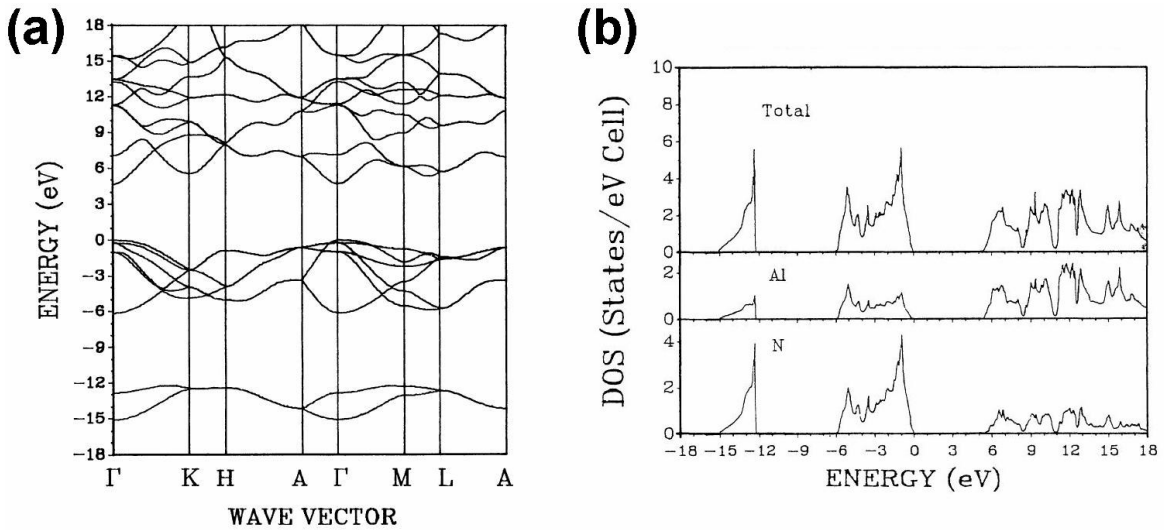 (a)
18
15
12
9
6
3
0
−3
−6
−9
−12
−15
−18
ENERGY (eV)
Γ K H A Γ M L A
WAVE VECTOR
(b)
10
8
6
4
2
0
Total
2
0
Al
4
2
0
N
DOS (States/eV Cell)
−18 −15 −12 −9 −6 −3 0 3 6 9 12 15 18
ENERGY (eV)